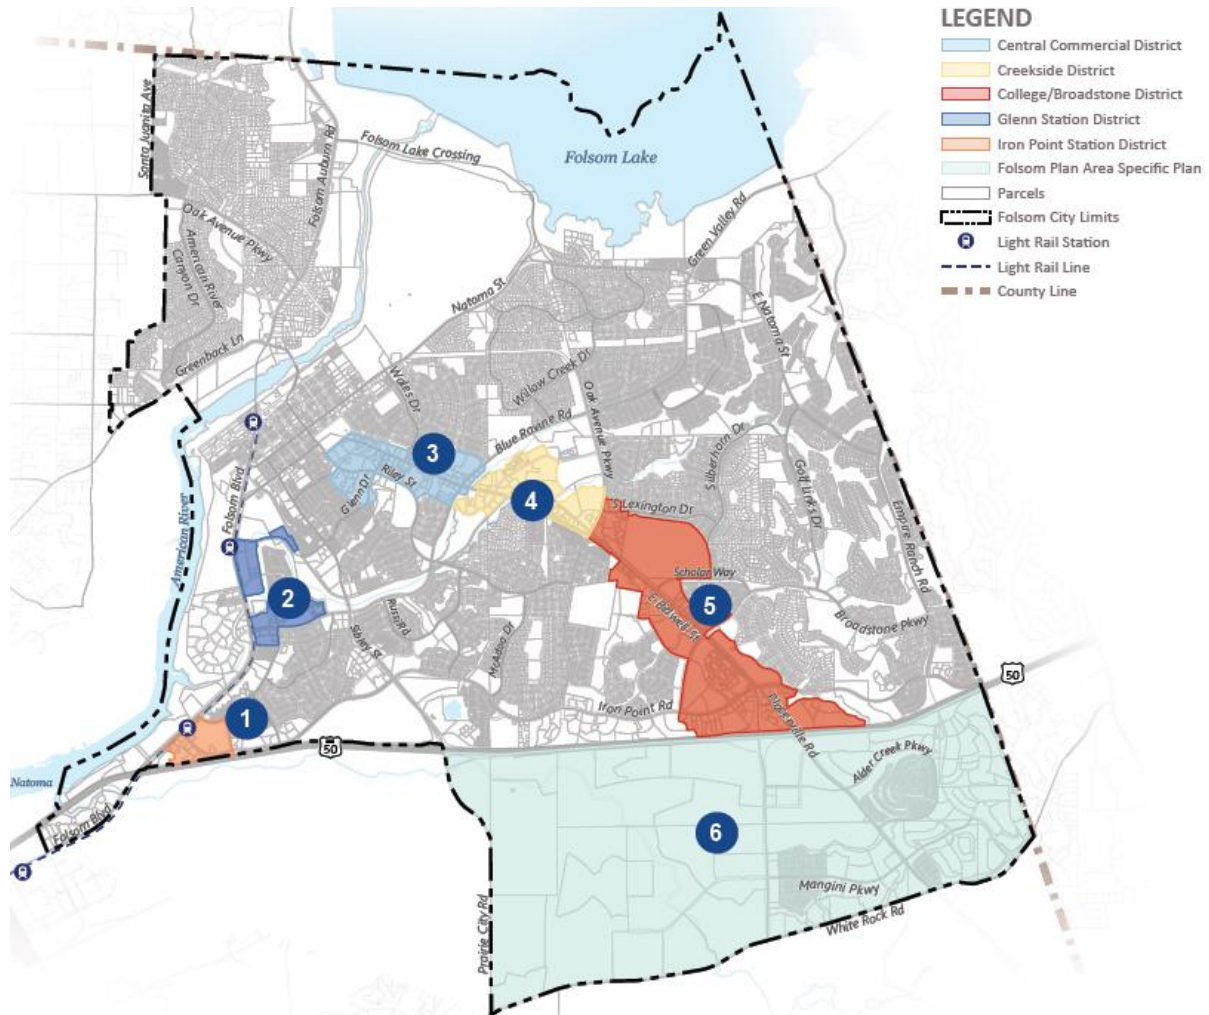 LEGEND
Central Commercial District
Creekside District
College/Broadstone District
Glenn Station District
Iron Point Station District
Folsom Plan Area Specific Plan
Parcels
Folsom City Limits
Light Rail Station
Light Rail Line
County Line
Santa Juanita Ave
Folsom Auburn Rd
Folsom Lake Crossing
Folsom Lake
Oak Avenue Pkwy
American River
Canyon Dr
Green Valley Rd
Natoma St
E Natoma St
Greenback Ln
Wales Dr
Willow Creek Dr
Oak Avenue Pkwy
Blue Ravine Rd
3
Riley St
Glenn Dr
Folsom Blvd
4
Silberhorn Dr
Golf Links Dr
S Lexington Dr
Empire Ranch Rd
American River
Scholar Way
2
5
Russi Rd
Sibley St
McAdoo Dr
E Bidwell St
Broadstone Pkwy
50
1
Iron Point Rd
Placerville Rd
50
Alder Creek Pkwy
Natoma
Folsom Blvd
6
Mangini Pkwy
White Rock Rd
Prairie City Rd